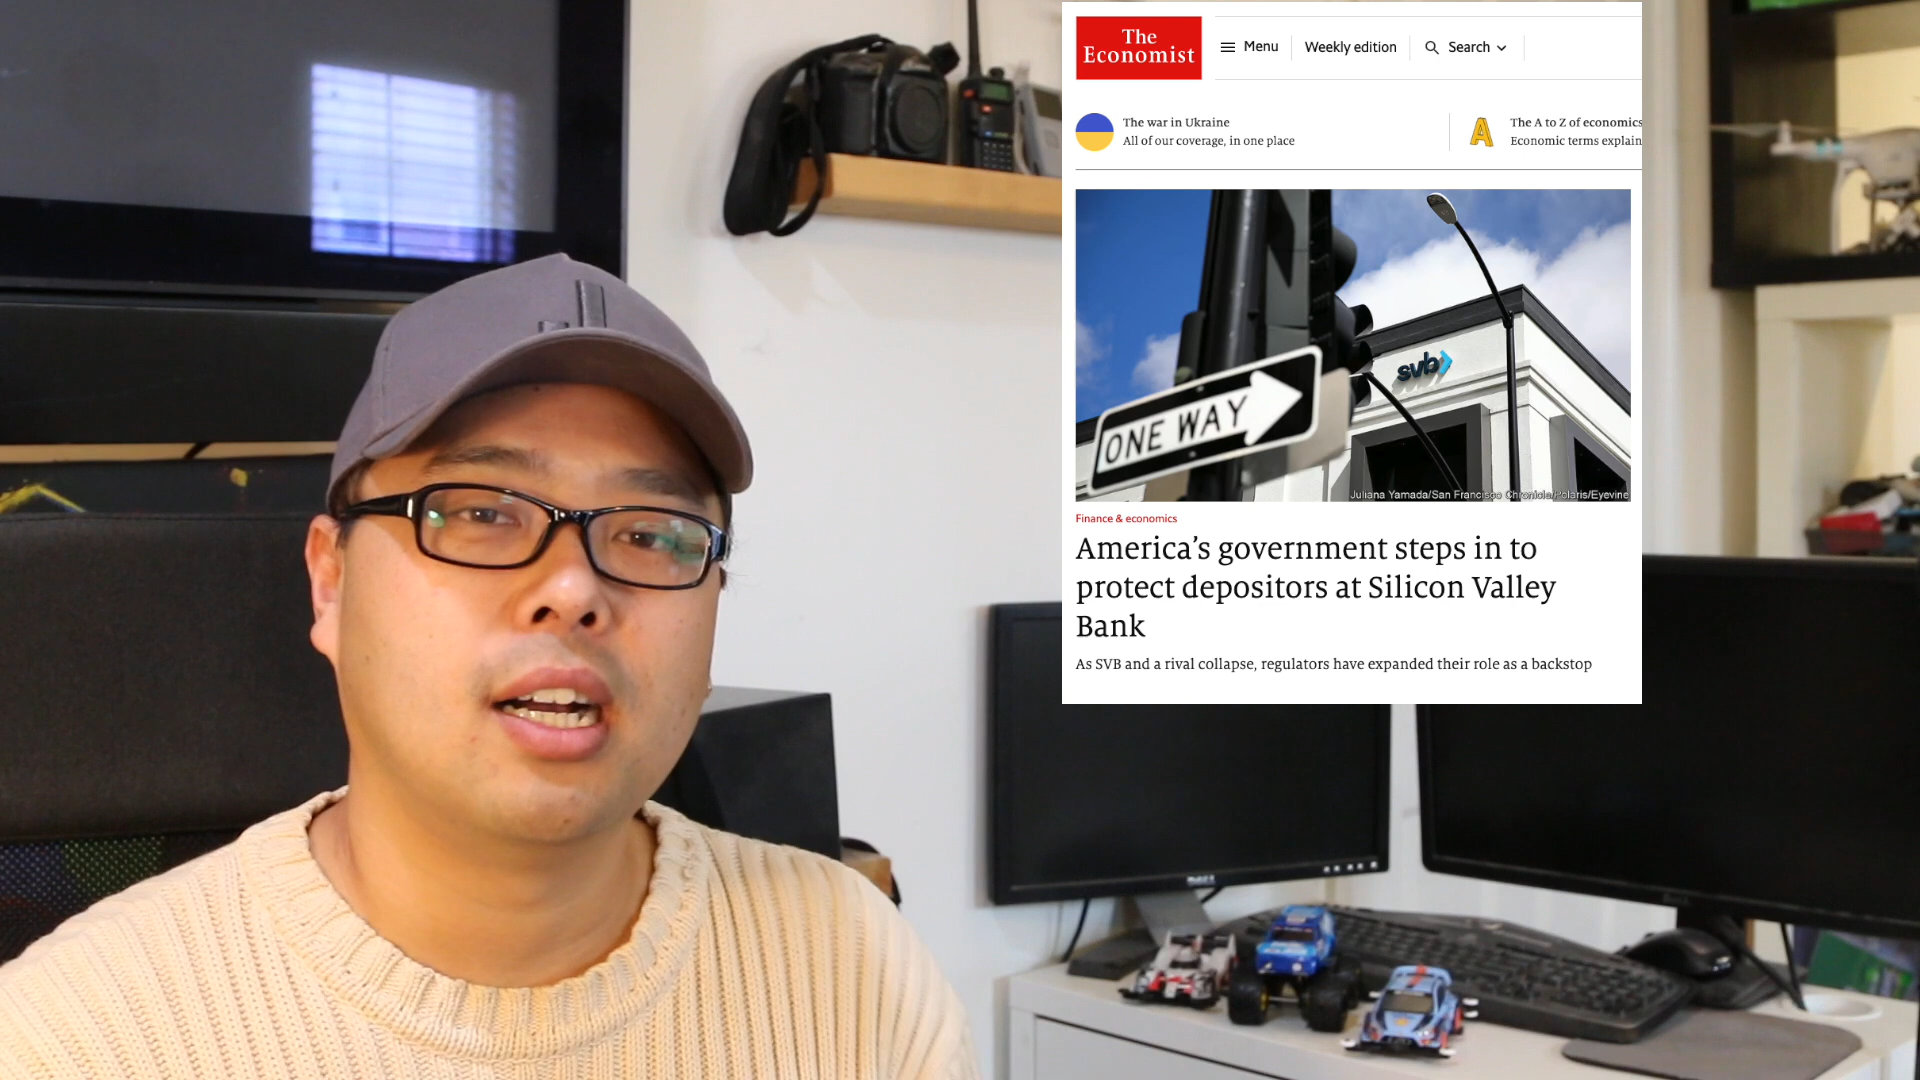 The
Economist
Menu
Weekly edition
Search
The war in Ukraine
All of our coverage, in one place
The A to Z of economics
Economic terms explain
ONE WAY
svb
Juliana Yamada/San Francisco Chronicle/Polaris/Eyevine
Finance & economics
America's government steps in to
protect depositors at Silicon Valley
Bank
As SVB and a rival collapse, regulators have expanded their role as a backstop